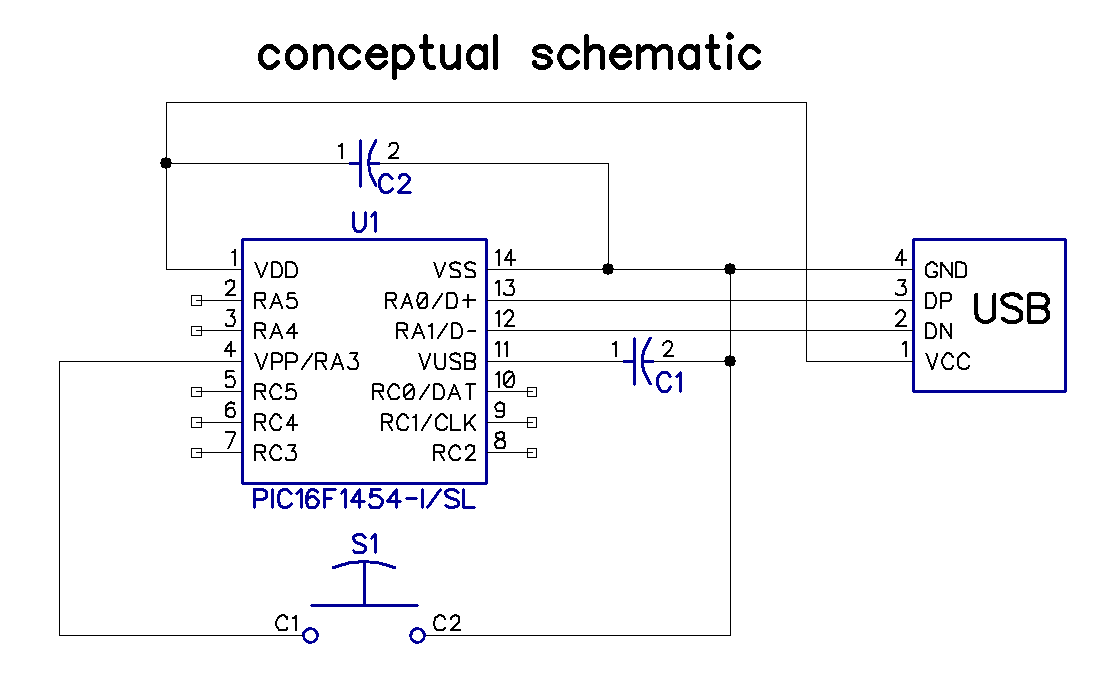 conceptual schematic
1 2
C2
U1
1 VDD VSS 14 4 GND
2 RA5 RA0/D+ 13 3 DP USB
3 RA4 RA1/D- 12 2 DN
4 VPP/RA3 VUSB 11 1 2 1 VCC
C1
5 RC5 RC0/DAT 10
6 RC4 RC1/CLK 9
7 RC3 RC2 8
PIC16F1454-I/SL
S1
C1 C2